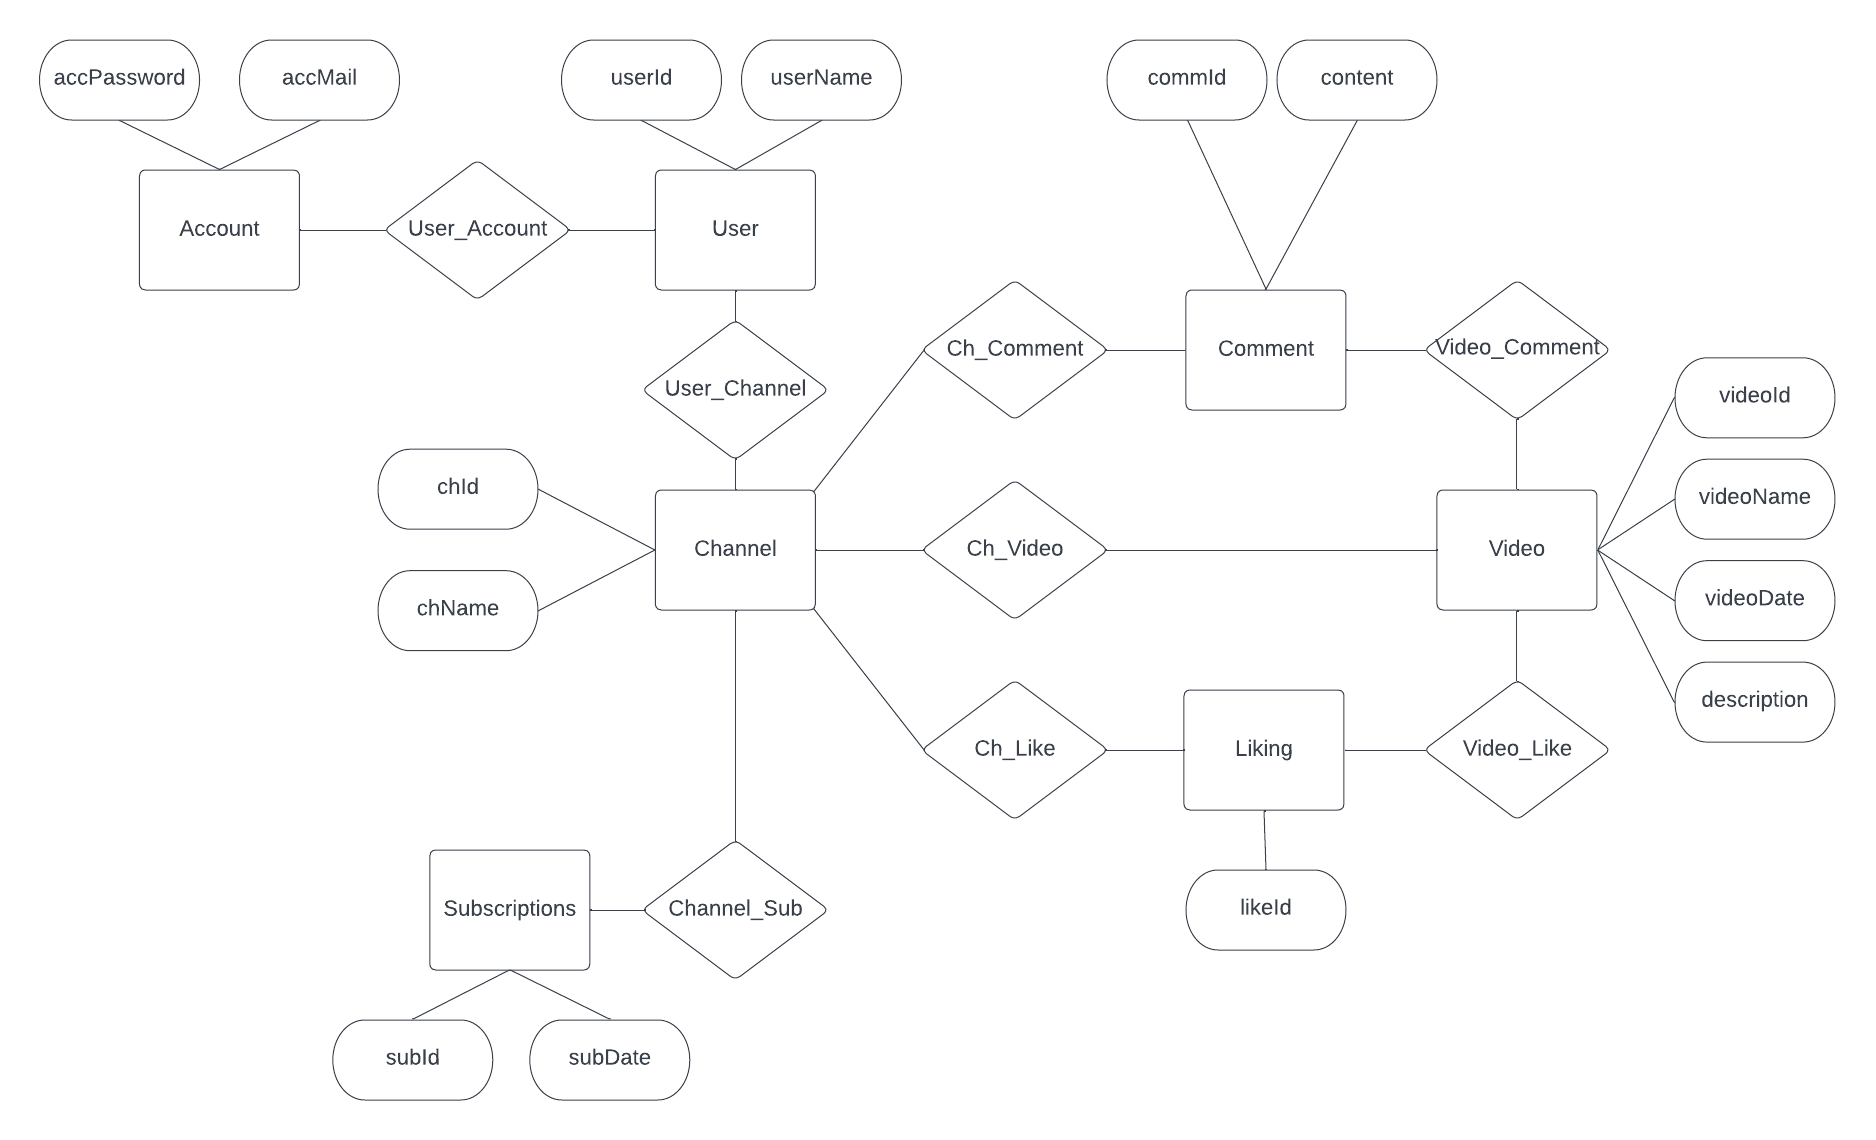 accPassword
accMail
userId
userName
commId
content
Account
User_Account
User
Ch_Comment
Comment
Video_Comment
User_Channel
videoId
chId
videoName
Channel
Ch_Video
Video
chName
videoDate
description
Ch_Like
Liking
Video_Like
Subscriptions
Channel_Sub
likeId
subId
subDate